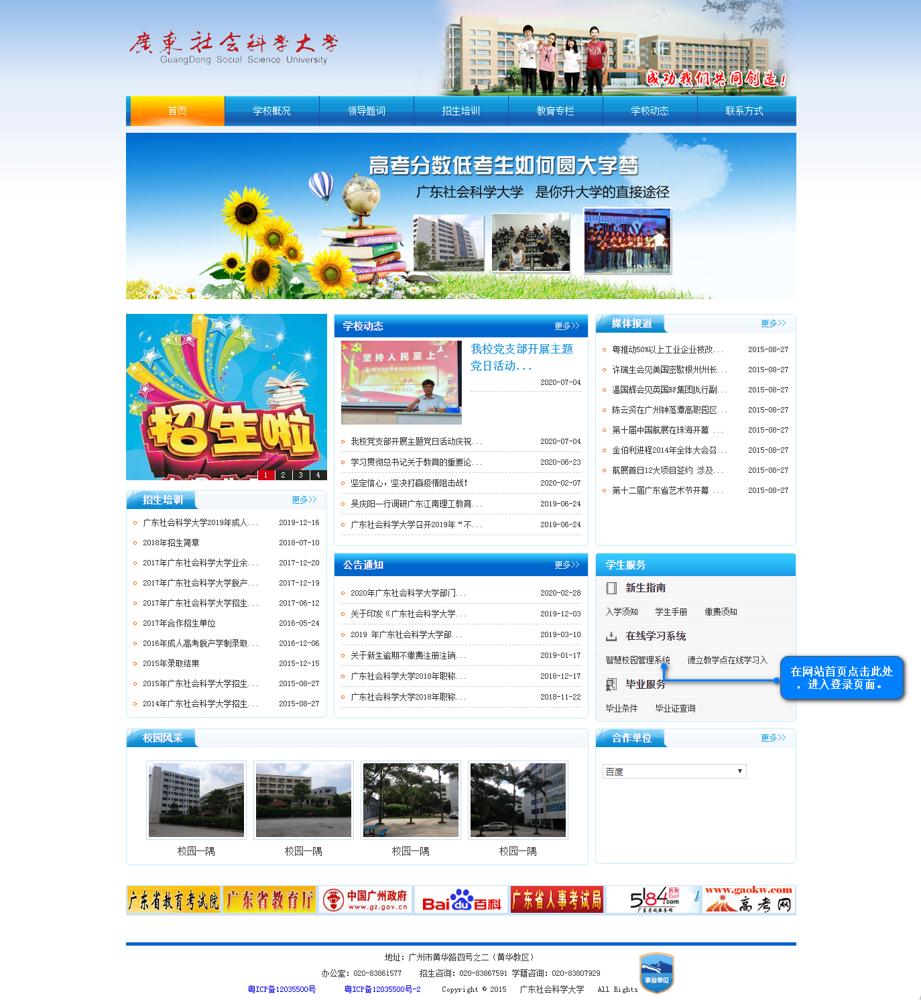 廣東社会科学大学
GuangDong Social Science University
成功我们共同创造!
首页 学校概况 领导题词 招生培训 教育专栏 学校动态 联系方式
高考分数低考生如何圆大学梦
广东社会科学大学 是你升大学的直接途径
Chemistry
Literature
Foreign Language
Language
Social science
Mathematics
招生啦
1 2 3 4
招生培训 更多>>
广东社会科学大学2019年成人... 2019-12-16
2018年招生简章 2018-07-10
2017年广东社会科学大学业余... 2017-12-20
2017年广东社会科学大学脱产... 2017-12-19
2017年广东社会科学大学招生... 2017-06-12
2017年合作招生单位 2016-05-24
2016年成人高考脱产学制录取... 2016-12-06
2015年录取结果 2015-12-15
2015年广东社会科学大学招生... 2015-08-27
2014年广东社会科学大学招生... 2015-08-27
学校动态 更多>>
坚持人民至上
我校党支部开展主题
党日活动...
2020-07-04
我校党支部开展主题党日活动庆祝... 2020-07-04
学习贯彻总书记关于教育的重要论... 2020-06-23
坚定信心，坚决打赢疫情阻击战！ 2020-02-07
吴庆阳一行调研广东江南理工教育... 2019-06-24
广东社会科学大学召开2019年“不... 2019-06-24
公告通知 更多>>
2020年广东社会科学大学部门... 2020-02-28
关于印发《广东社会科学大学... 2019-12-03
2019 年广东社会科学大学部... 2019-03-10
关于新生逾期不缴费注册注销... 2019-01-17
广东社会科学大学2018年职称... 2018-12-17
广东社会科学大学2018年职称... 2018-11-22
媒体报道 更多>>
粤推动50%以上工业企业技改... 2015-08-27
许瑞生会见美国密歇根州州长... 2015-08-27
温国辉会见英国BP集团执行副... 2015-08-27
陈云贤在广州钟落潭高职园区... 2015-08-27
第十届中国航展在珠海开幕 ... 2015-08-27
金伯利进程2014年全体大会召... 2015-08-27
航展首日12大项目签约 涉及... 2015-08-27
第十二届广东省艺术节开幕 ... 2015-08-27
学生服务
新生指南
入学须知 学生手册 缴费须知
在线学习系统
智慧校园管理系统 德立教学点在线学习入
毕业服务
毕业条件 毕业证查询
在网站首页点击此处
，进入登录页面。
校园风采
校园一隅 校园一隅 校园一隅 校园一隅
合作单位 更多>>
百度
广东省教育考试院
广东省教育厅
中国广州政府
www.gz.gov.cn
Bai百科
广东省人事考试局
5184.com
广东考试服务网
www.gaokw.com
高考网
地址：广州市黄华路四号之二（黄华教区）
办公室：020-83861577 招生咨询：020-83867591 学籍咨询：020-83807929
粤ICP备12035500号 粤ICP备12035500号-2 Copyright © 2015 广东社会科学大学 All Rights
事业单位